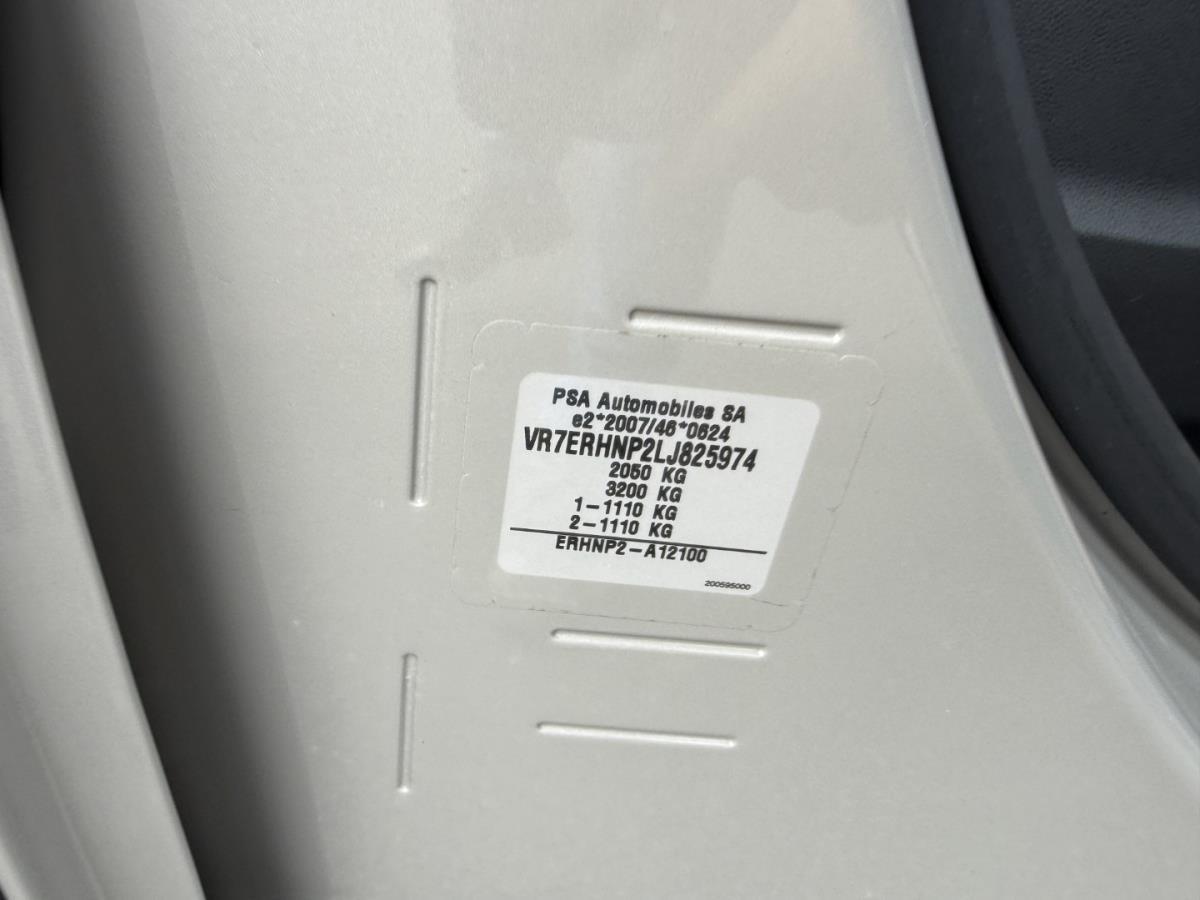 PSA Automobiles SA
e2*2007/46*0624
VR7ERHNP2LJ825974
2050 KG
3200 KG
1-1110 KG
2-1110 KG
ERHNP2-A12100
200595000